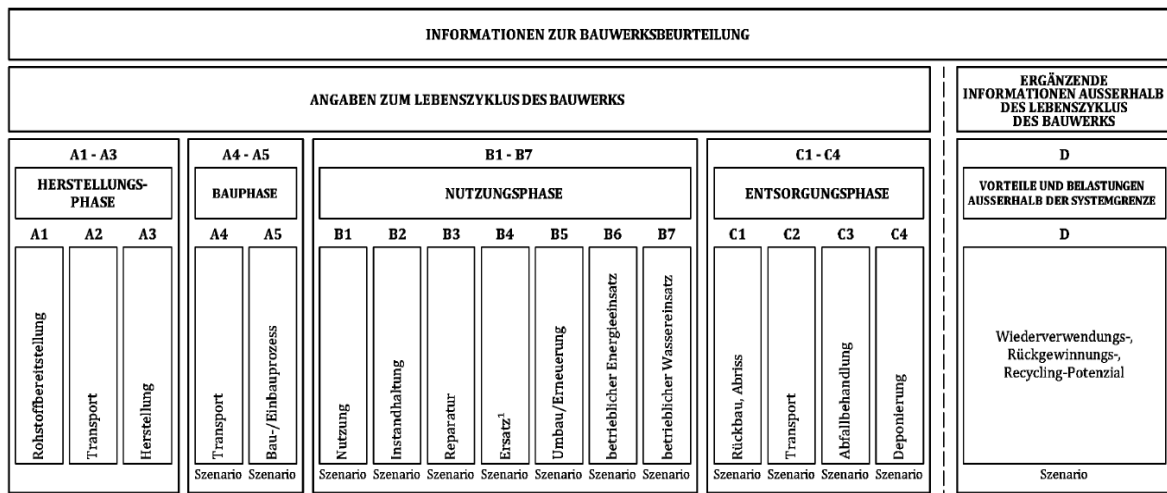 INFORMATIONEN ZUR BAUWERKSBEURTEILUNG
ANGABEN ZUM LEBENSZYKLUS DES BAUWERKS
ERGÄNZENDE
INFORMATIONEN AUSSERHALB
DES LEBENSZYKLUS
DES BAUWERKS
A1 - A3
HERSTELLUNGS-
PHASE
A1
A2
A3
Rohstoffbereitstellung
Transport
Herstellung
A4 - A5
BAUPHASE
A4
A5
Transport
Bau-/Einbauprozess
Szenario
Szenario
B1 - B7
NUTZUNGSPHASE
B1
B2
B3
B4
B5
B6
B7
Nutzung
Instandhaltung
Reparatur
Ersatz¹
Umbau/Erneuerung
betrieblicher Energieeinsatz
betrieblicher Wassereinsatz
Szenario
Szenario
Szenario
Szenario
Szenario
Szenario
Szenario
C1 - C4
ENTSORGUNGSPHASE
C1
C2
C3
C4
Rückbau, Abriss
Transport
Abfallbehandlung
Deponierung
Szenario
Szenario
Szenario
Szenario
D
VORTEILE UND BELASTUNGEN
AUSSERHALB DER SYSTEMGRENZE
D
Wiederverwendungs-,
Rückgewinnungs-,
Recycling-Potenzial
Szenario